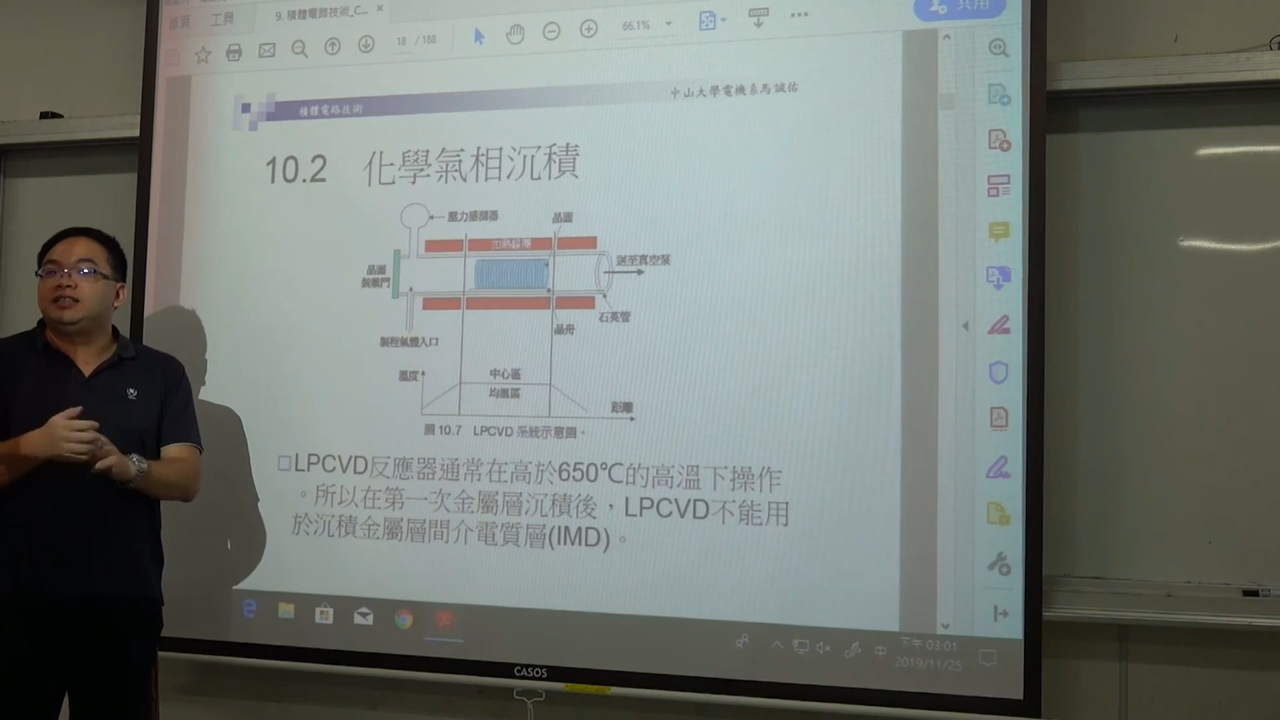 首頁
工具
9. 積體電路技術_C...
×
18 / 188
66.1%
共用
積體電路技術
中山大學電機系馬誠佑
10.2 化學氣相沉積
壓力感測器
晶圓
加熱線圈
晶圓
裝載門
送至真空泵
石英管
晶舟
製程氣體入口
溫度
中心區
均溫區
距離
圖 10.7 LPCVD 系統示意圖。
□LPCVD反應器通常在高於650℃的高溫下操作
。所以在第一次金屬層沉積後,LPCVD不能用
於沉積金屬層間介電質層(IMD)。
中
下午 03:01
2019/11/25
CASOS